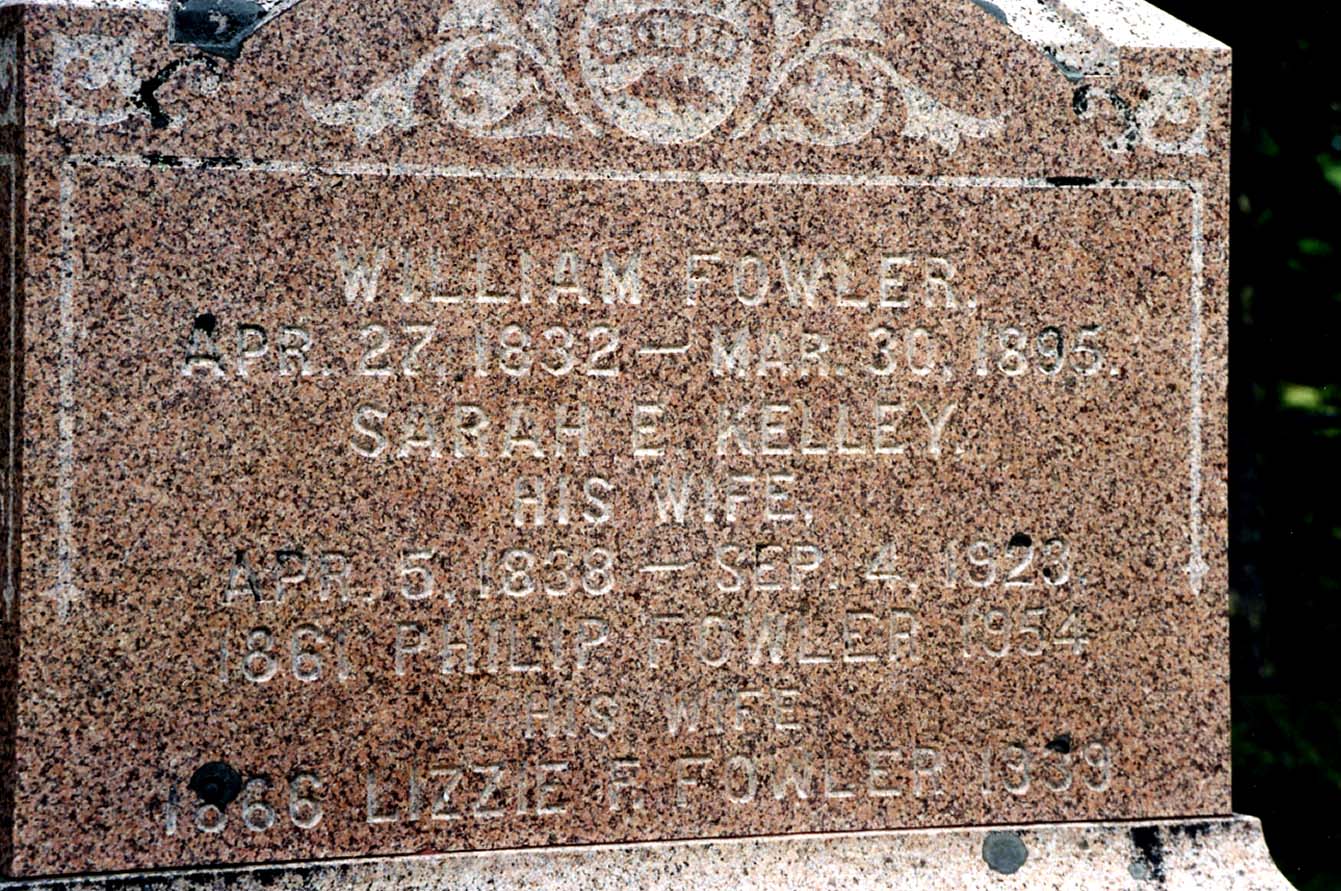 WILLIAM FOWLER.
APR. 27, 1832 — MAR. 30, 1895.
SARAH E. KELLEY,
HIS WIFE,
APR. 5, 1838 — SEP. 4, 1923.
1861 PHILIP FOWLER 1954
HIS WIFE
1866 LIZZIE F. FOWLER 1939